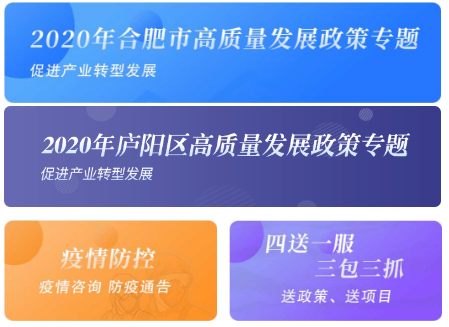 2020年合肥市高质量发展政策专题
促进产业转型发展
2020年庐阳区高质量发展政策专题
促进产业转型发展
疫情防控
疫情咨询 防疫通告
四送一服
三包三抓
送政策、送项目